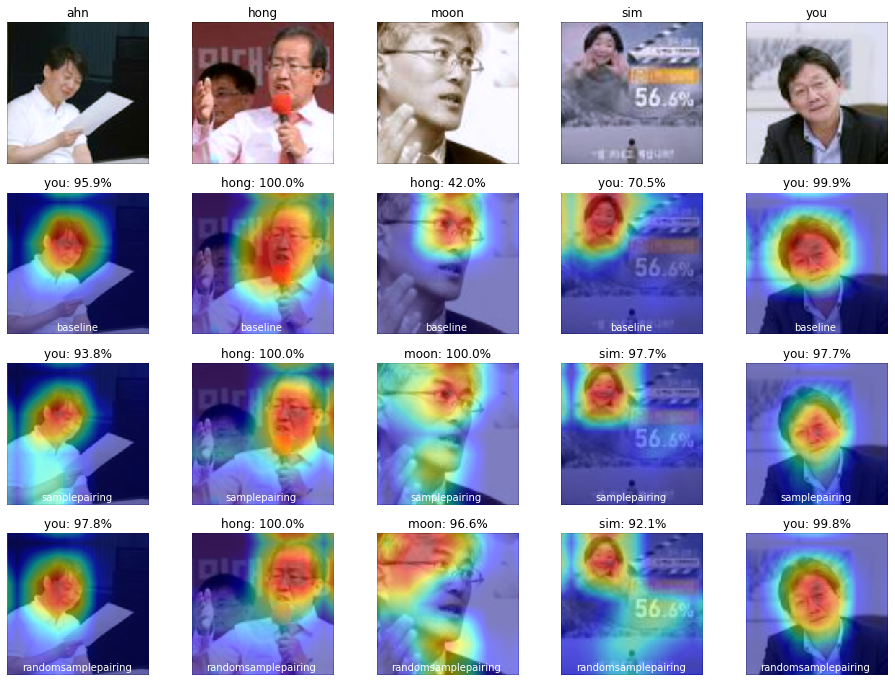 ahn
hong
moon
sim
you
56.6%
you: 95.9%
hong: 100.0%
hong: 42.0%
you: 70.5%
you: 99.9%
56.6%
baseline
baseline
baseline
baseline
baseline
you: 93.8%
hong: 100.0%
moon: 100.0%
sim: 97.7%
you: 97.7%
56.6%
samplepairing
samplepairing
samplepairing
samplepairing
samplepairing
you: 97.8%
hong: 100.0%
moon: 96.6%
sim: 92.1%
you: 99.8%
56.6%
randomsamplepairing
randomsamplepairing
randomsamplepairing
randomsamplepairing
randomsamplepairing